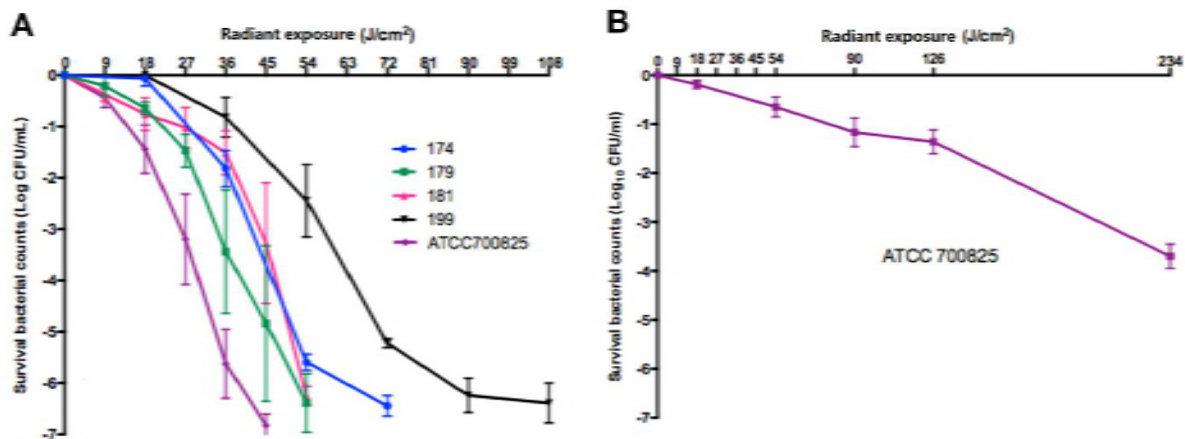 A
Radiant exposure (J/cm²)
0 9 18 27 36 45 54 63 72 81 90 99 108
Survival bacterial counts (Log CFU/mL)
0
-1
-2
-3
-4
-5
-6
-7
174
179
181
199
ATCC700825
B
Radiant exposure (J/cm²)
0 9 18 27 36 45 54 90 126 234
Survival bacterial counts (Log₁₀ CFU/ml)
0
-1
-2
-3
-4
-5
-6
-7
ATCC 700825